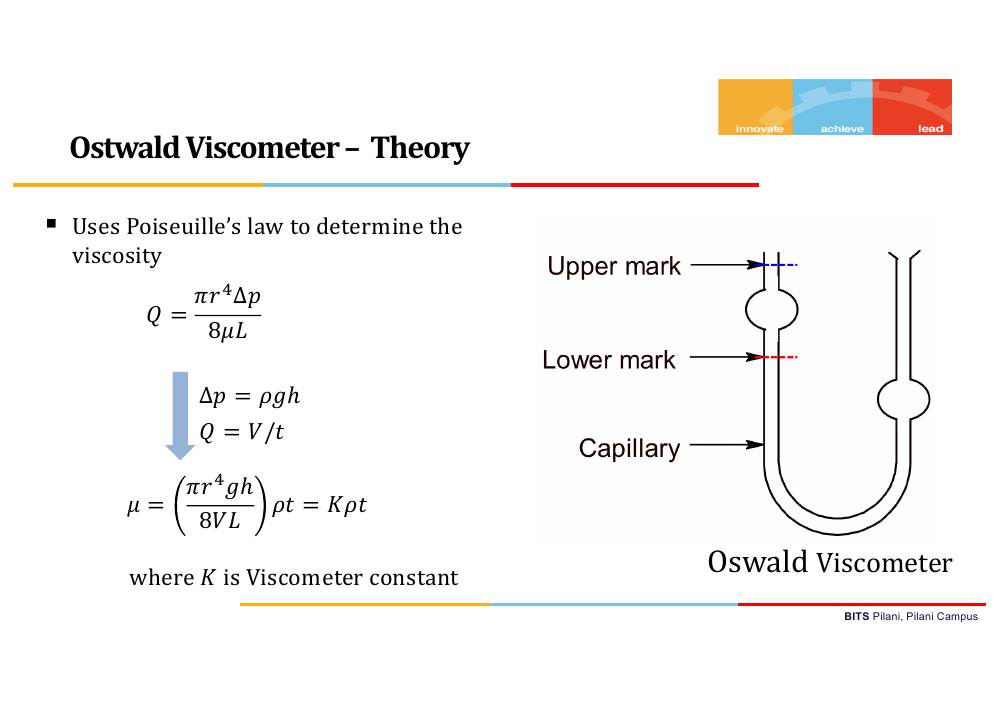 innovate achieve lead
Ostwald Viscometer – Theory
▪ Uses Poiseuille’s law to determine the
viscosity
𝑄 = 𝜋𝑟⁴Δ𝑝 / 8𝜇𝐿
Δ𝑝 = 𝜌𝑔ℎ
𝑄 = 𝑉/𝑡
𝜇 = (𝜋𝑟⁴𝑔ℎ / 8𝑉𝐿) 𝜌𝑡 = 𝐾𝜌𝑡
where 𝐾 is Viscometer constant
Upper mark
Lower mark
Capillary
Oswald Viscometer
BITS Pilani, Pilani Campus